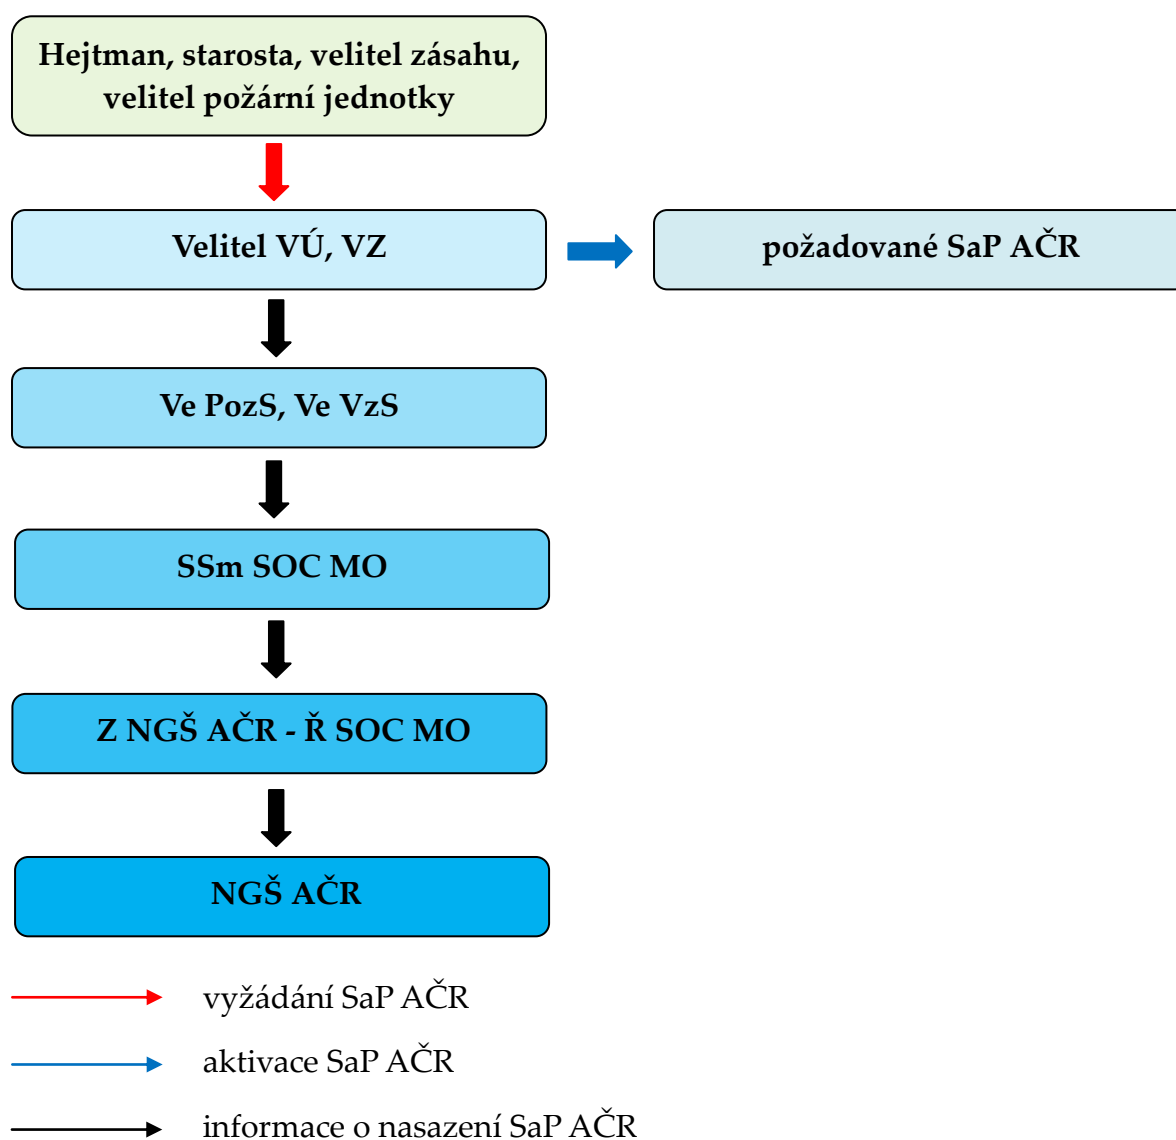 Hejtman, starosta, velitel zásahu,
velitel požární jednotky
Velitel VÚ, VZ
požadované SaP AČR
Ve PozS, Ve VzS
SSm SOC MO
Z NGŠ AČR - Ř SOC MO
NGŠ AČR
vyžádání SaP AČR
aktivace SaP AČR
informace o nasazení SaP AČR